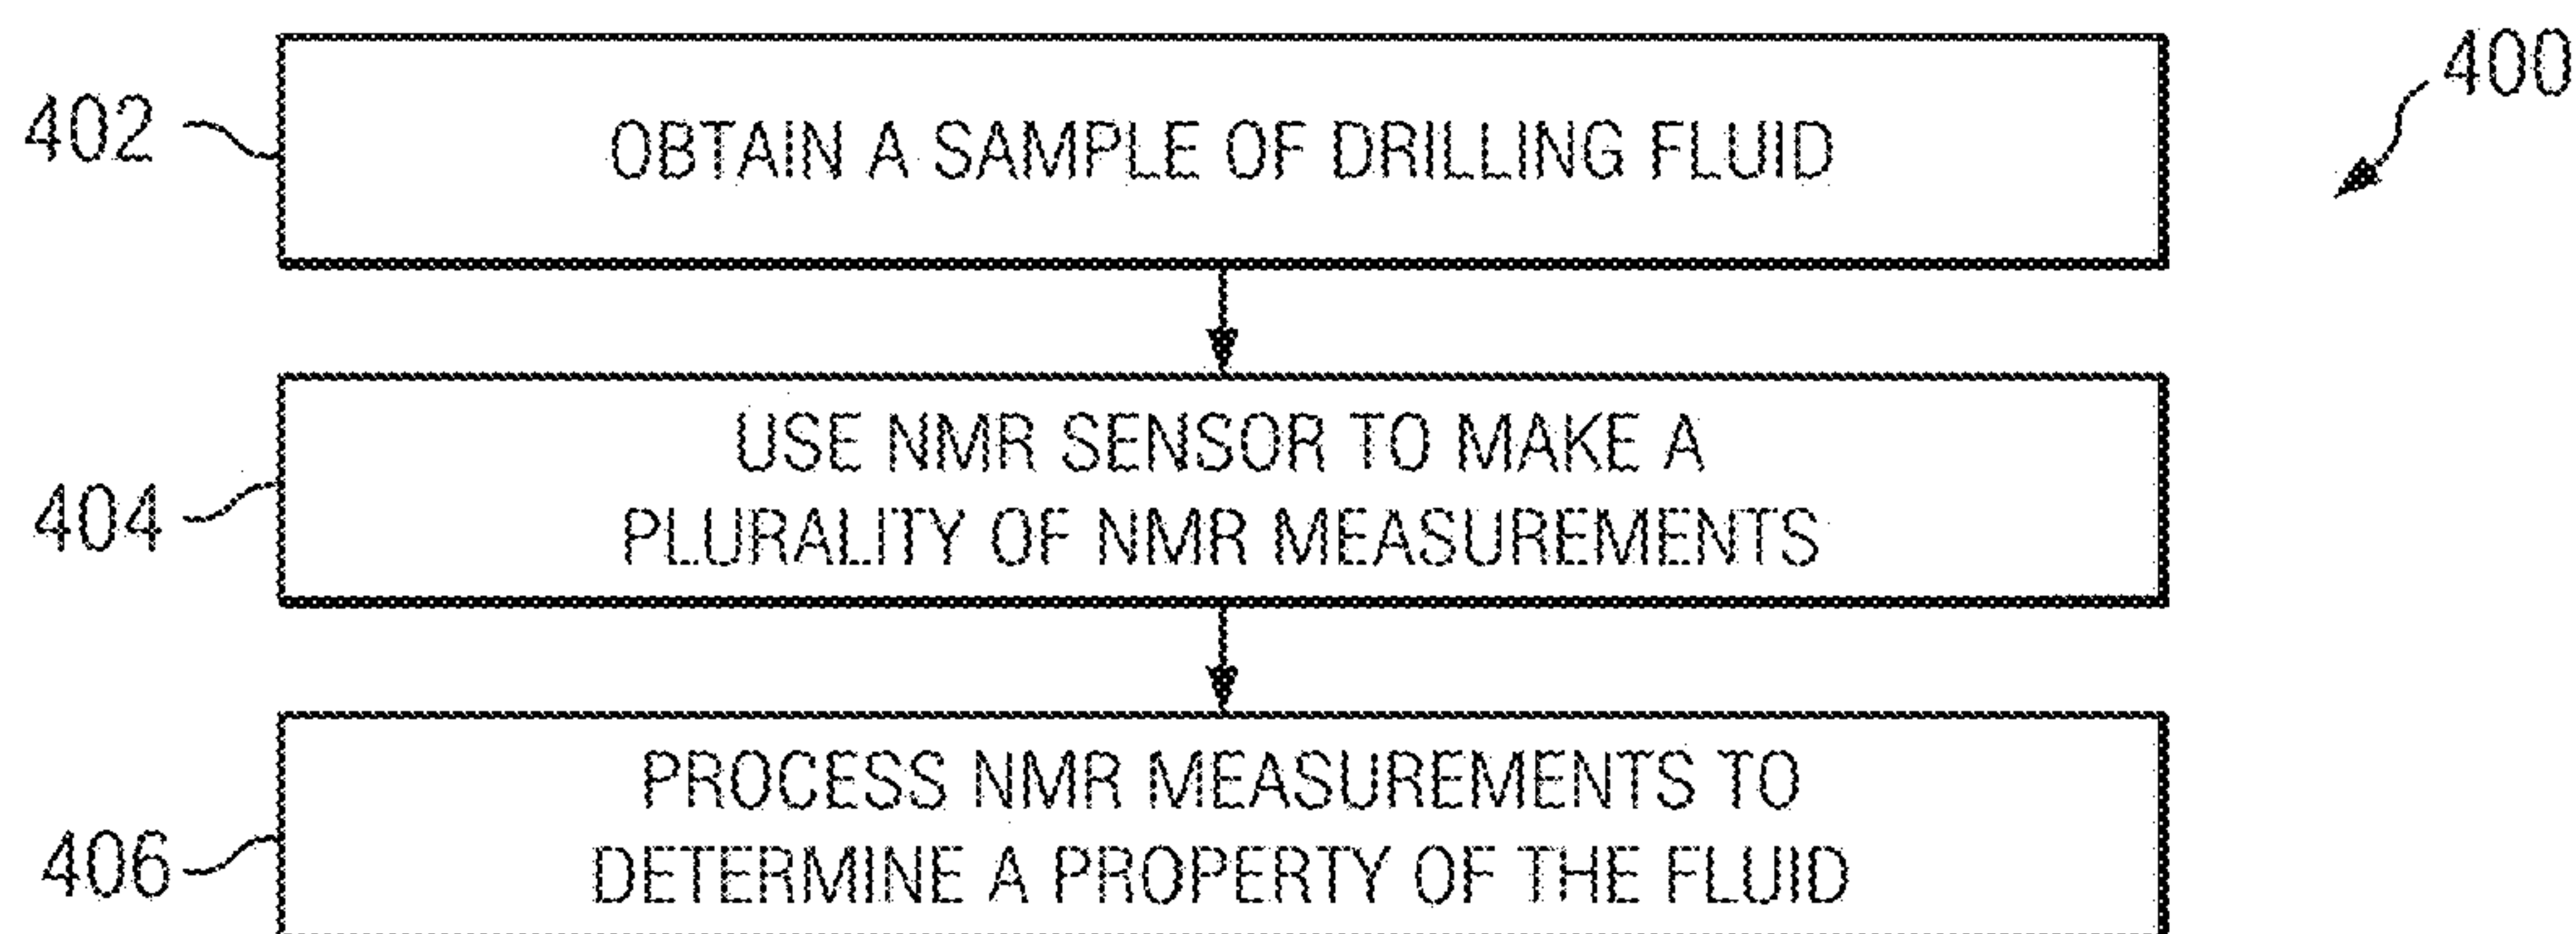 400
402
OBTAIN A SAMPLE OF DRILLING FLUID
404
USE NMR SENSOR TO MAKE A
PLURALITY OF NMR MEASUREMENTS
406
PROCESS NMR MEASUREMENTS TO
DETERMINE A PROPERTY OF THE FLUID